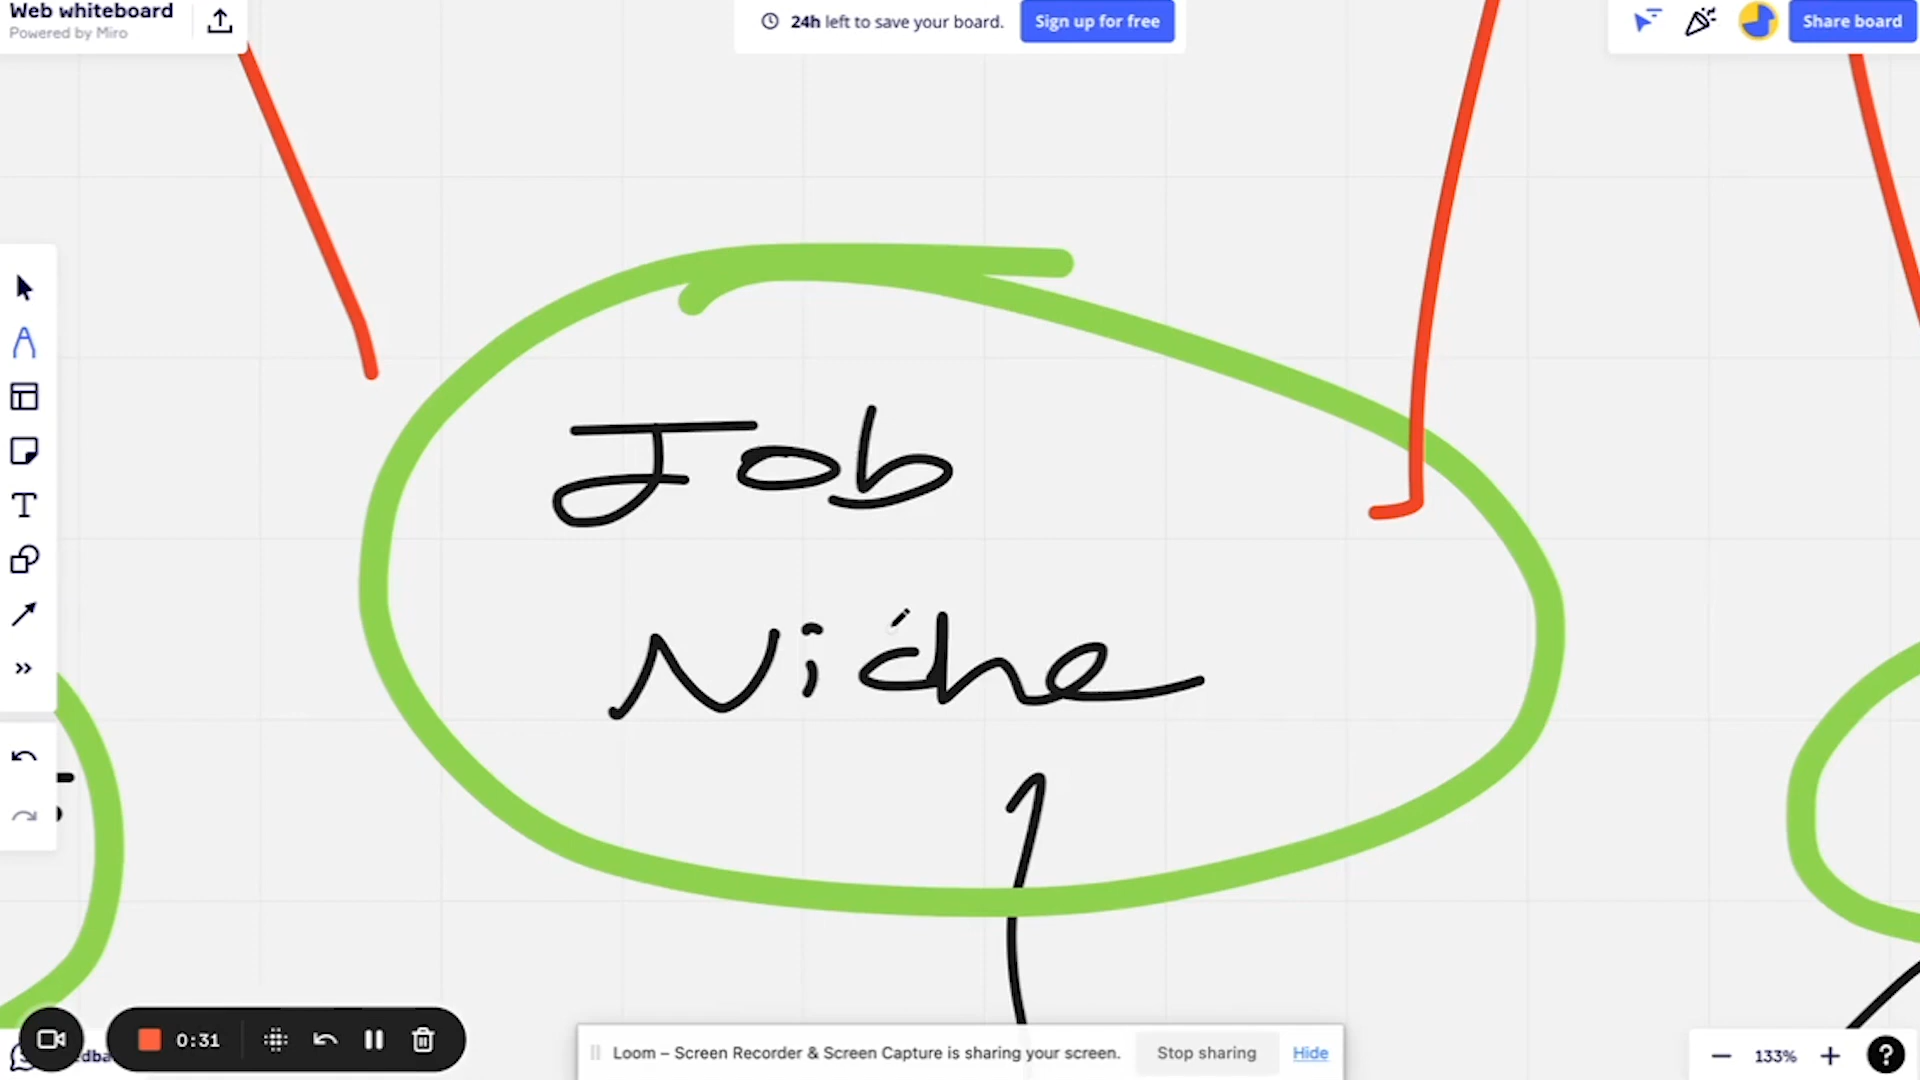 Web whiteboard
Powered by Miro
24h left to save your board.
Sign up for free
Share board
Job
Niche
0:31
Loom – Screen Recorder & Screen Capture is sharing your screen.
Stop sharing
Hide
133%